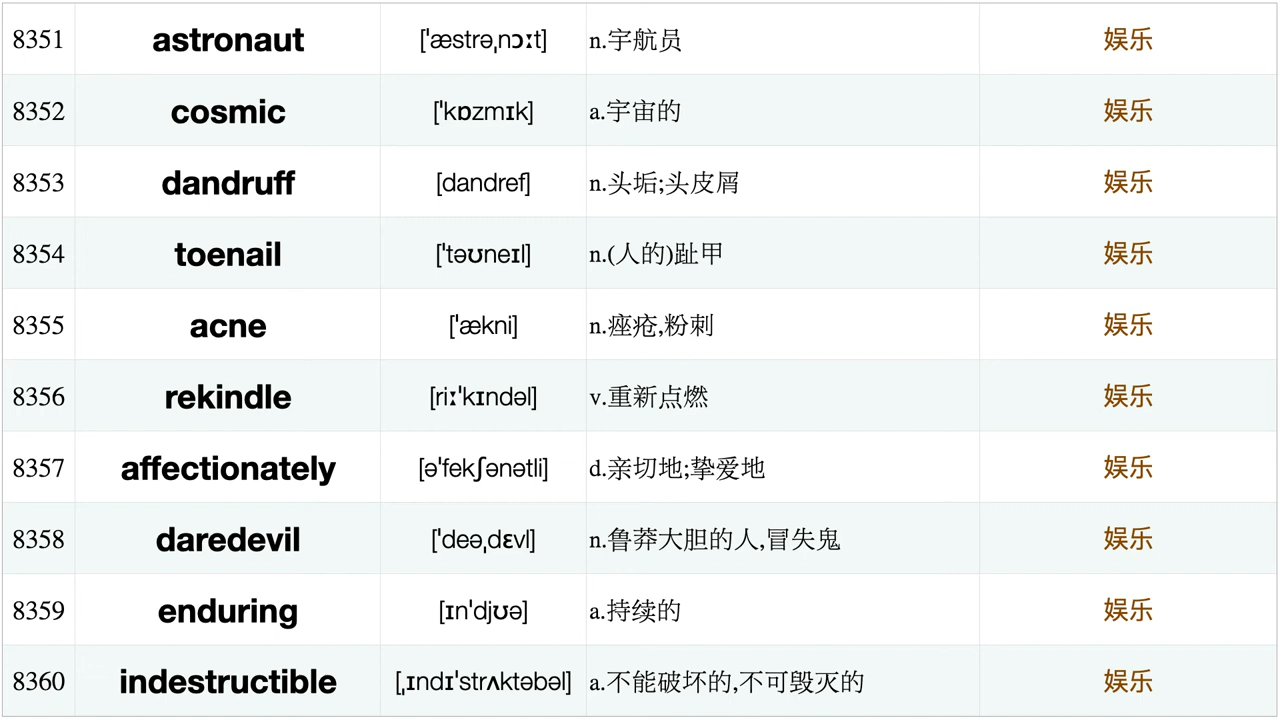 8351 astronaut ['æstrəˌnɔːt] n.宇航员 娱乐
8352 cosmic ['kɒzmɪk] a.宇宙的 娱乐
8353 dandruff [dandref] n.头垢;头皮屑 娱乐
8354 toenail ['təʊneɪl] n.(人的)趾甲 娱乐
8355 acne ['ækni] n.痤疮,粉刺 娱乐
8356 rekindle [riː'kɪndəl] v.重新点燃 娱乐
8357 affectionately [ə'fekʃənətli] d.亲切地;挚爱地 娱乐
8358 daredevil ['deəˌdɛvl] n.鲁莽大胆的人,冒失鬼 娱乐
8359 enduring [ɪn'djʊə] a.持续的 娱乐
8360 indestructible [ˌɪndɪ'strʌktəbəl] a.不能破坏的,不可毁灭的 娱乐